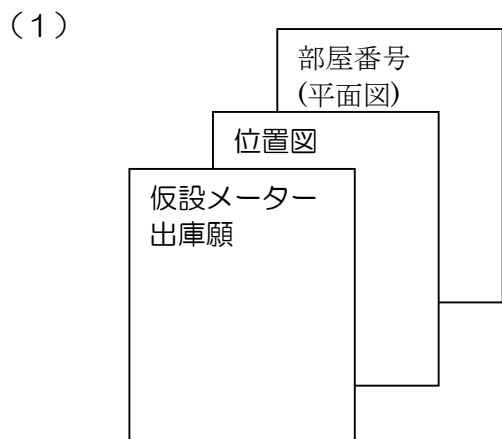 （1）
部屋番号
(平面図)
位置図
仮設メーター
出庫願